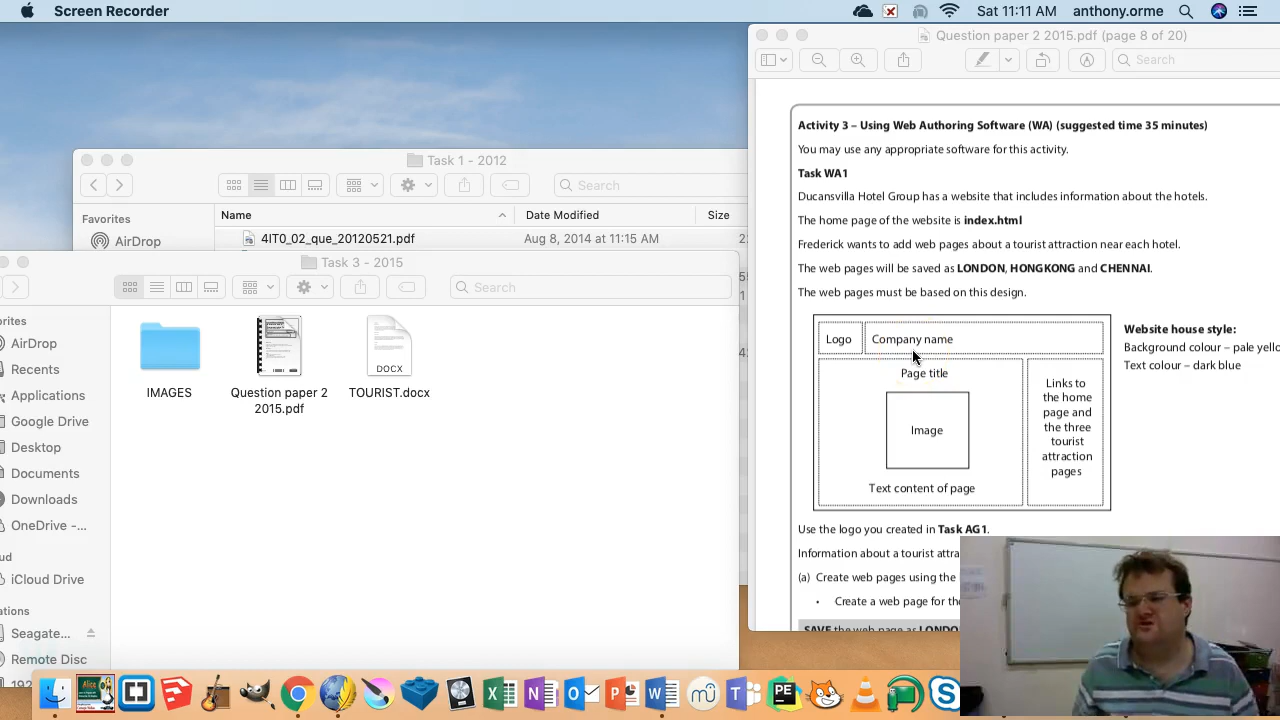 Screen Recorder
Sat 11:11 AM
anthony.orme
Question paper 2 2015.pdf (page 8 of 20)
Search
Activity 3 – Using Web Authoring Software (WA) (suggested time 35 minutes)
You may use any appropriate software for this activity.
Task WA1
Ducansvilla Hotel Group has a website that includes information about the hotels.
The home page of the website is index.html
Frederick wants to add web pages about a tourist attraction near each hotel.
The web pages will be saved as LONDON, HONGKONG and CHENNAI.
The web pages must be based on this design.
Logo
Company name
Page title
Image
Text content of page
Links to
the home
page and
the three
tourist
attraction
pages
Website house style:
Background colour – pale
Text colour – dark blue
Use the logo you created in Task AG1.
Information about a tourist
(a) Create web pages using the
• Create a web page for
SAVE the web page as
Task 1 - 2012
Search
Favorites
AirDrop
Name
Date Modified
Size
4IT0_02_que_20120521.pdf
Aug 8, 2014 at 11:15 AM
Task 3 - 2015
Search
AirDrop
Recents
Applications
Google Drive
Desktop
Documents
Downloads
OneDrive -...
iCloud Drive
Seagate...
Remote Disc
IMAGES
Question paper 2
2015.pdf
DOCX
TOURIST.docx